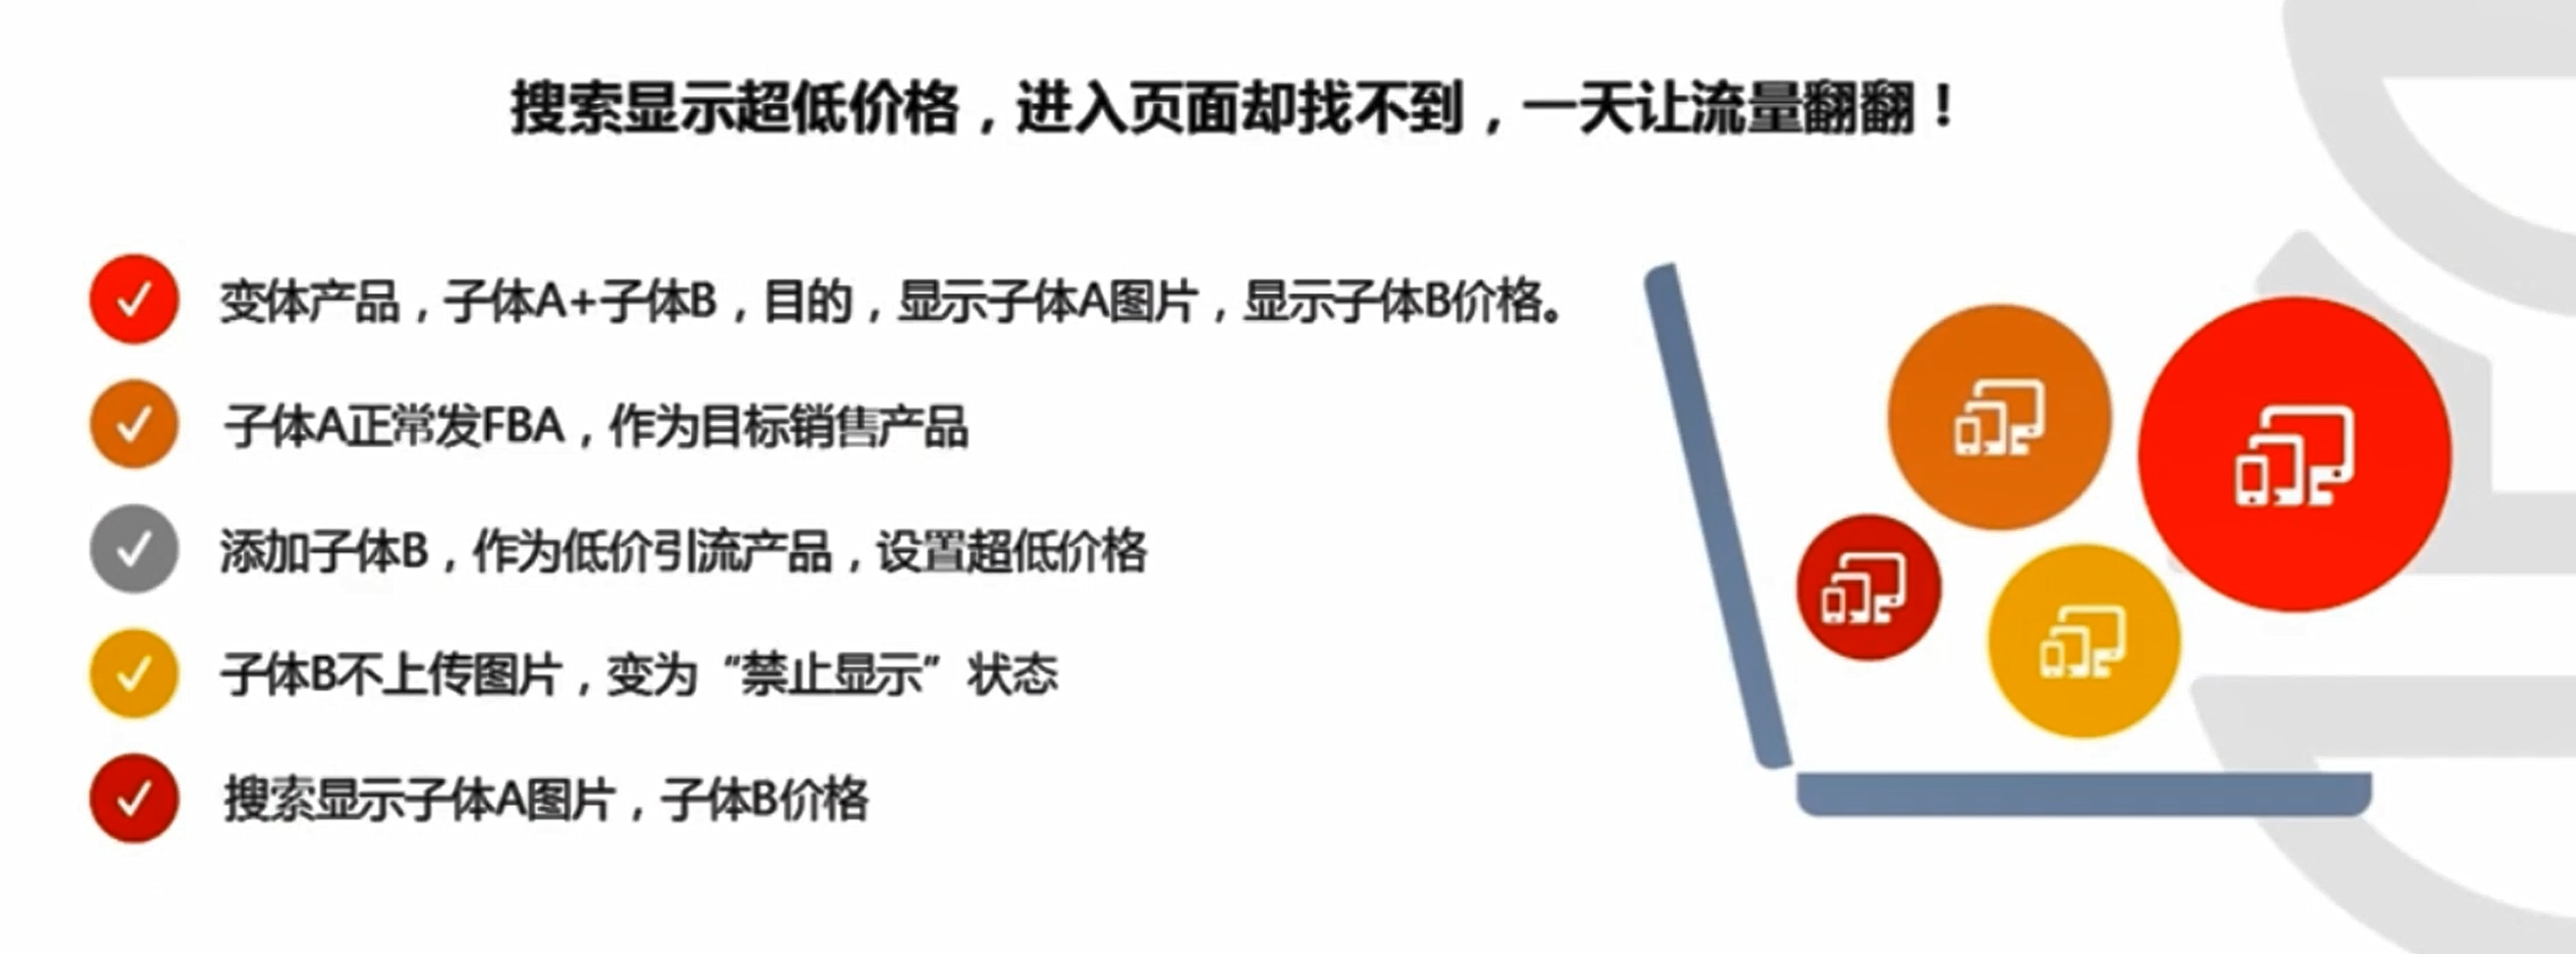 搜索显示超低价格，进入页面却找不到，一天让流量翻翻！
变体产品，子体A+子体B，目的，显示子体A图片，显示子体B价格。
子体A正常发FBA，作为目标销售产品
添加子体B，作为低价引流产品，设置超低价格
子体B不上传图片，变为“禁止显示”状态
搜索显示子体A图片，子体B价格